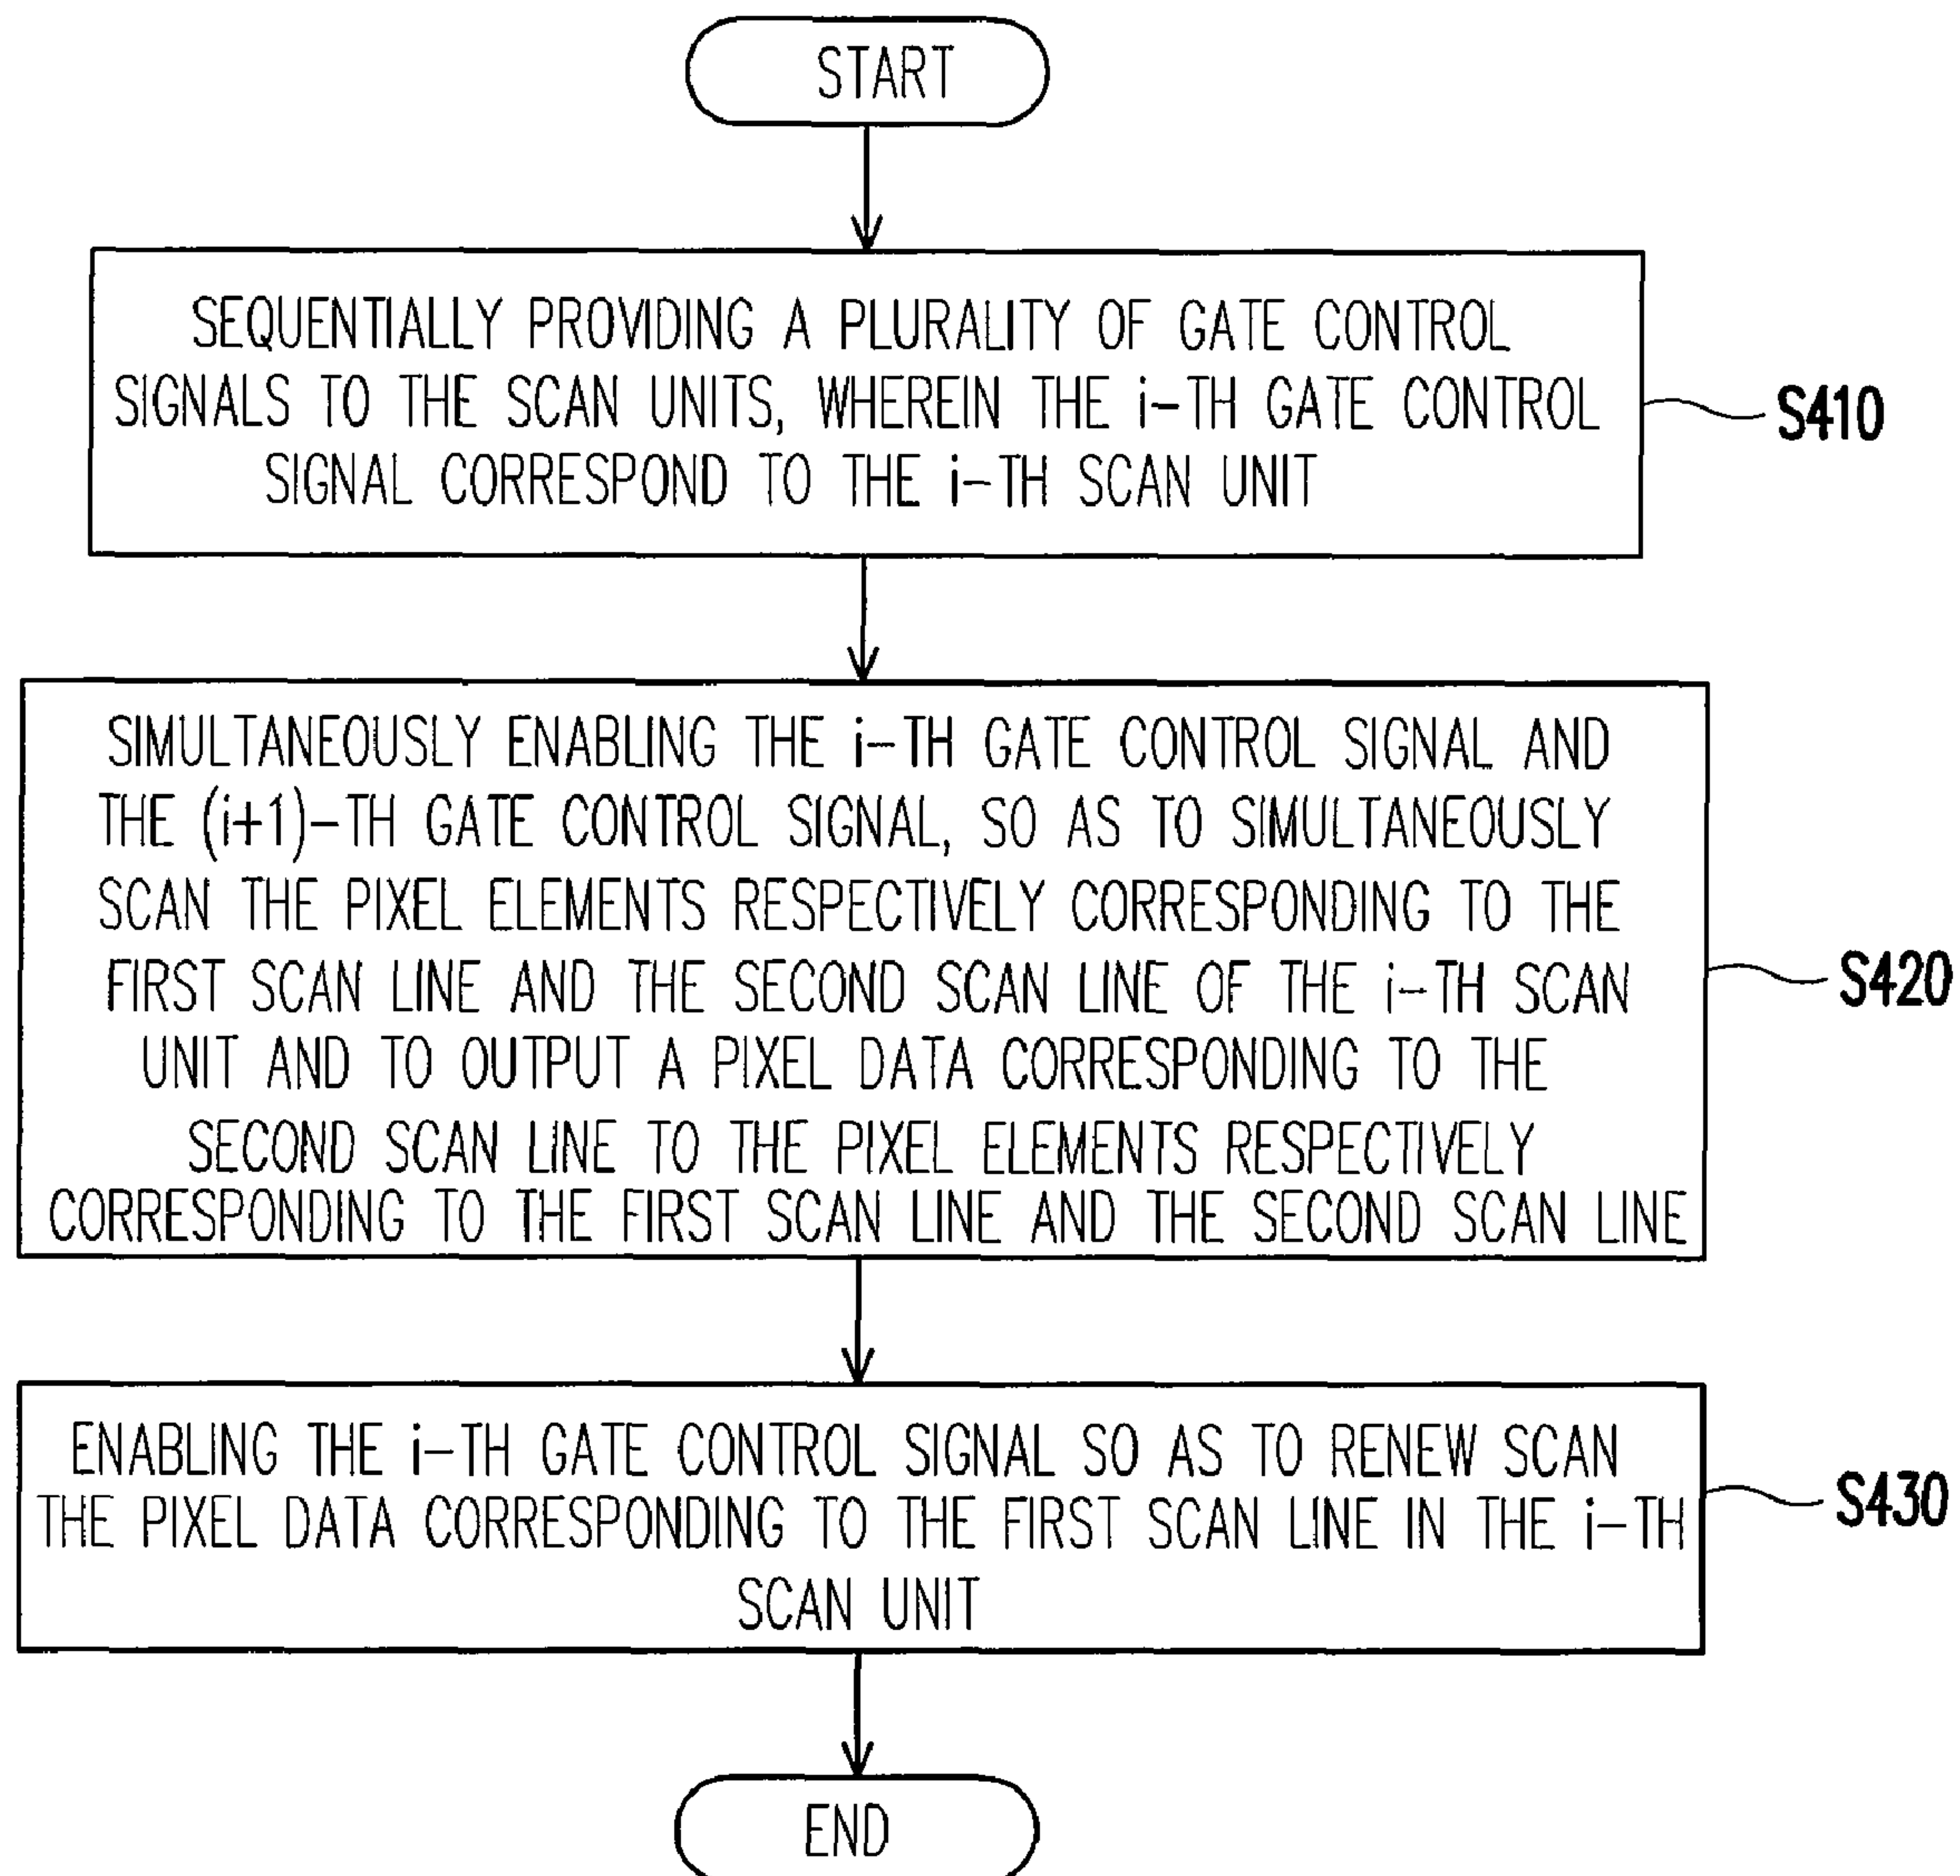 START
SEQUENTIALLY PROVIDING A PLURALITY OF GATE CONTROL
SIGNALS TO THE SCAN UNITS, WHEREIN THE i-TH GATE CONTROL
SIGNAL CORRESPOND TO THE i-TH SCAN UNIT
S410
SIMULTANEOUSLY ENABLING THE i-TH GATE CONTROL SIGNAL AND
THE (i+1)-TH GATE CONTROL SIGNAL, SO AS TO SIMULTANEOUSLY
SCAN THE PIXEL ELEMENTS RESPECTIVELY CORRESPONDING TO THE
FIRST SCAN LINE AND THE SECOND SCAN LINE OF THE i-TH SCAN
UNIT AND TO OUTPUT A PIXEL DATA CORRESPONDING TO THE
SECOND SCAN LINE TO THE PIXEL ELEMENTS RESPECTIVELY
CORRESPONDING TO THE FIRST SCAN LINE AND THE SECOND SCAN LINE
S420
ENABLING THE i-TH GATE CONTROL SIGNAL SO AS TO RENEW SCAN
THE PIXEL DATA CORRESPONDING TO THE FIRST SCAN LINE IN THE i-TH
SCAN UNIT
S430
END